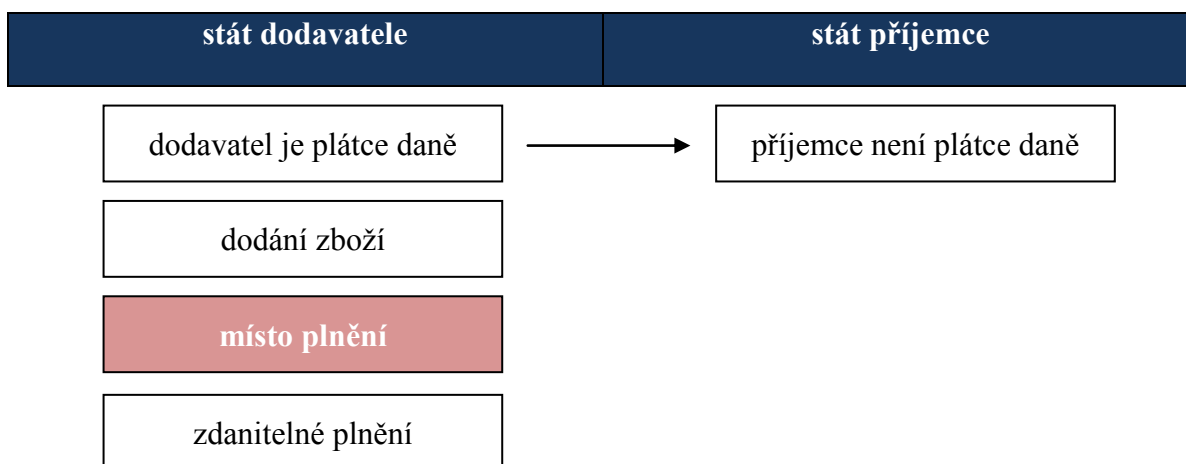 stát dodavatele
stát příjemce
dodavatel je plátce daně
příjemce není plátce daně
dodání zboží
místo plnění
zdanitelné plnění